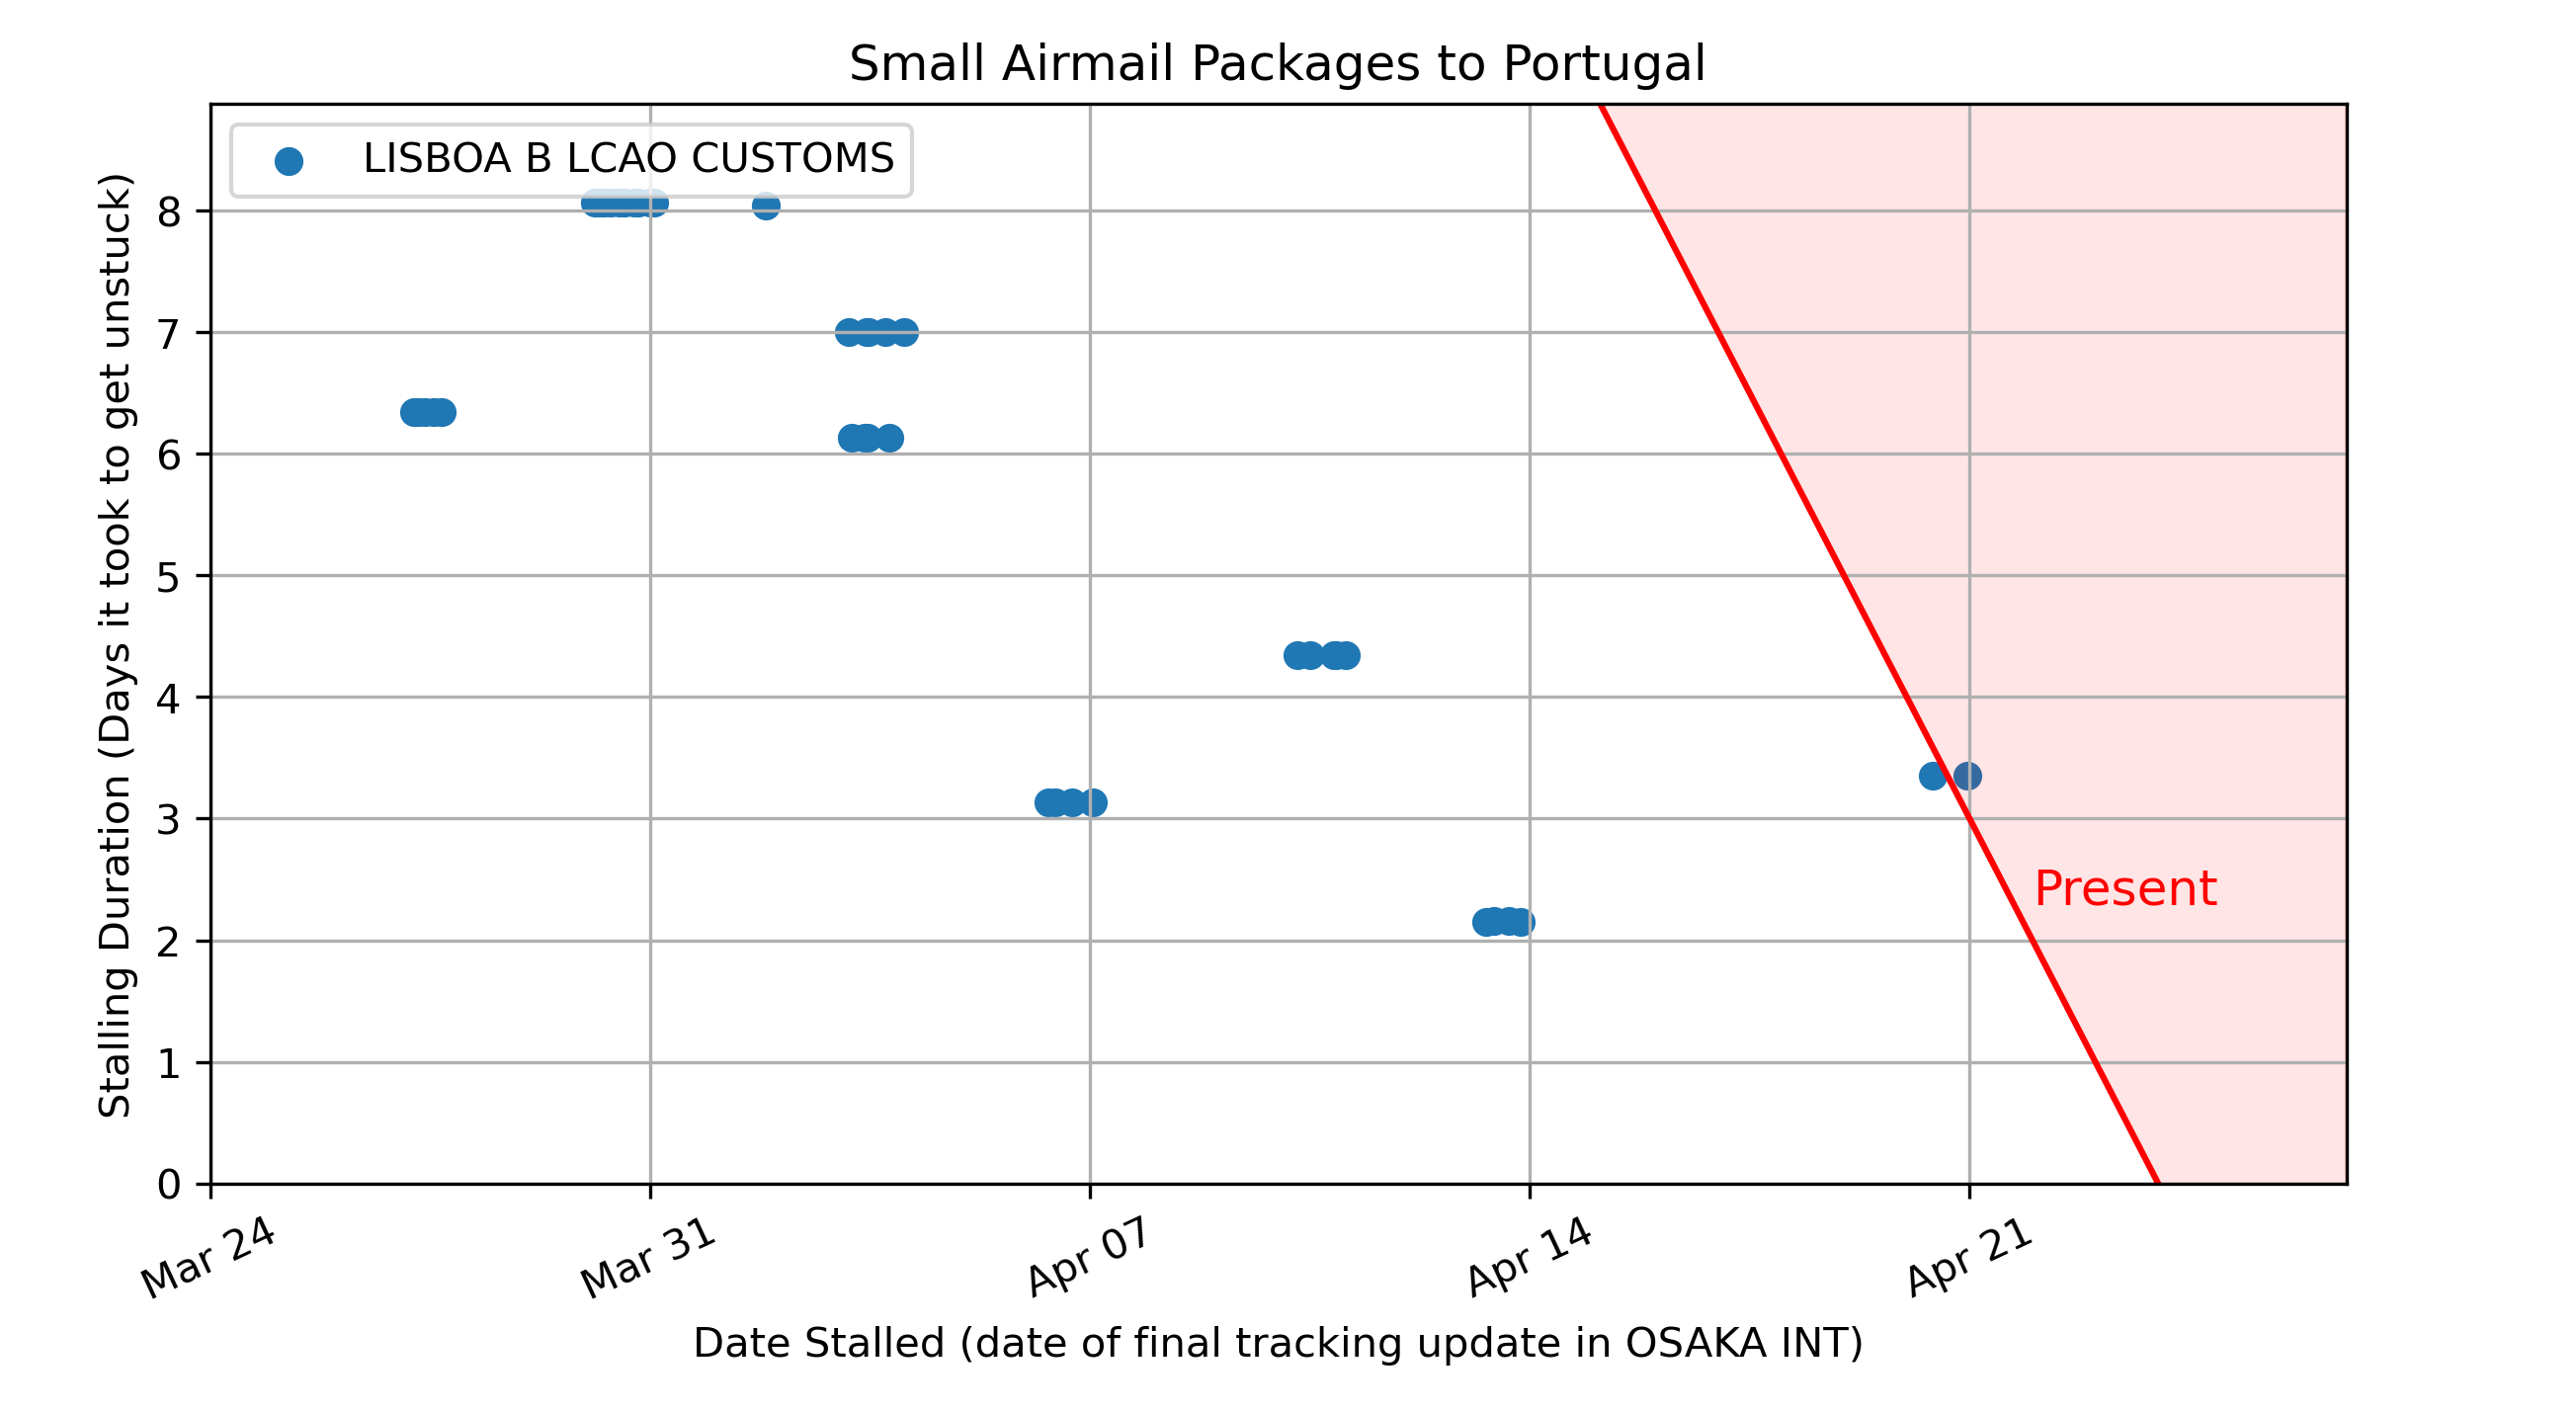 Small Airmail Packages to Portugal
LISBOA B LCAO CUSTOMS
Stalling Duration (Days it took to get unstuck)
8
7
6
5
4
3
2
1
0
Present
Mar 24
Mar 31
Apr 07
Apr 14
Apr 21
Date Stalled (date of final tracking update in OSAKA INT)